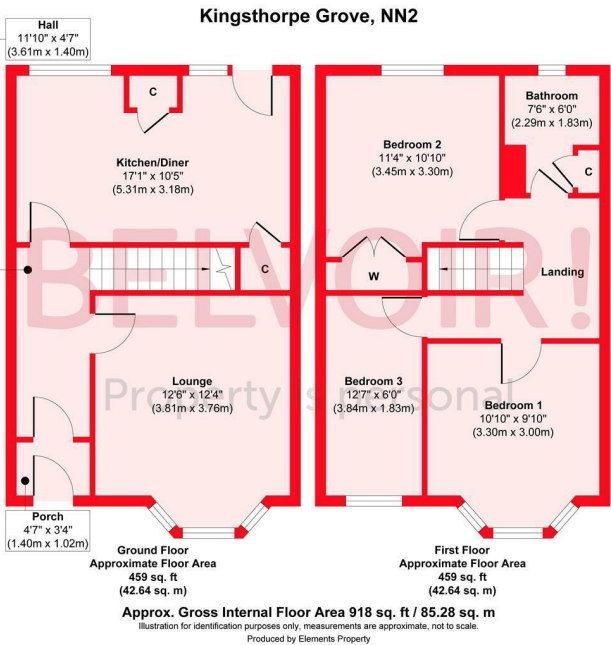 Kingsthorpe Grove, NN2
Hall
11'10" x 4'7"
(3.61m x 1.40m)
C
Kitchen/Diner
17'1" x 10'5"
(5.31m x 3.18m)
C
Lounge
12'6" x 12'4"
(3.81m x 3.76m)
Porch
4'7" x 3'4"
(1.40m x 1.02m)
Ground Floor
Approximate Floor Area
459 sq. ft
(42.64 sq. m)
Bathroom
7'6" x 6'0"
(2.29m x 1.83m)
Bedroom 2
11'4" x 10'10"
(3.45m x 3.30m)
C
W
Landing
Bedroom 3
12'7" x 6'0"
(3.84m x 1.83m)
Bedroom 1
10'10" x 9'10"
(3.30m x 3.00m)
First Floor
Approximate Floor Area
459 sq. ft
(42.64 sq. m)
BELVOIR!
Property is personal
Approx. Gross Internal Floor Area 918 sq. ft / 85.28 sq. m
Illustration for identification purposes only, measurements are approximate, not to scale.
Produced by Elements Property